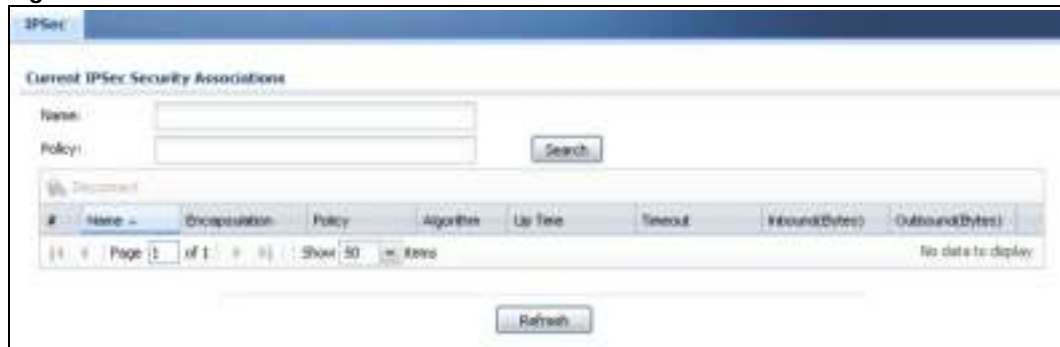 IPSec
Current IPSec Security Associations
Name:
Policy:
Search
Disconnect
# Name Encapsulation Policy Algorithm Up Time Timeout Inbound(Bytes) Outbound(Bytes)
Page 1 of 1 Show 50 items No data to display
Refresh